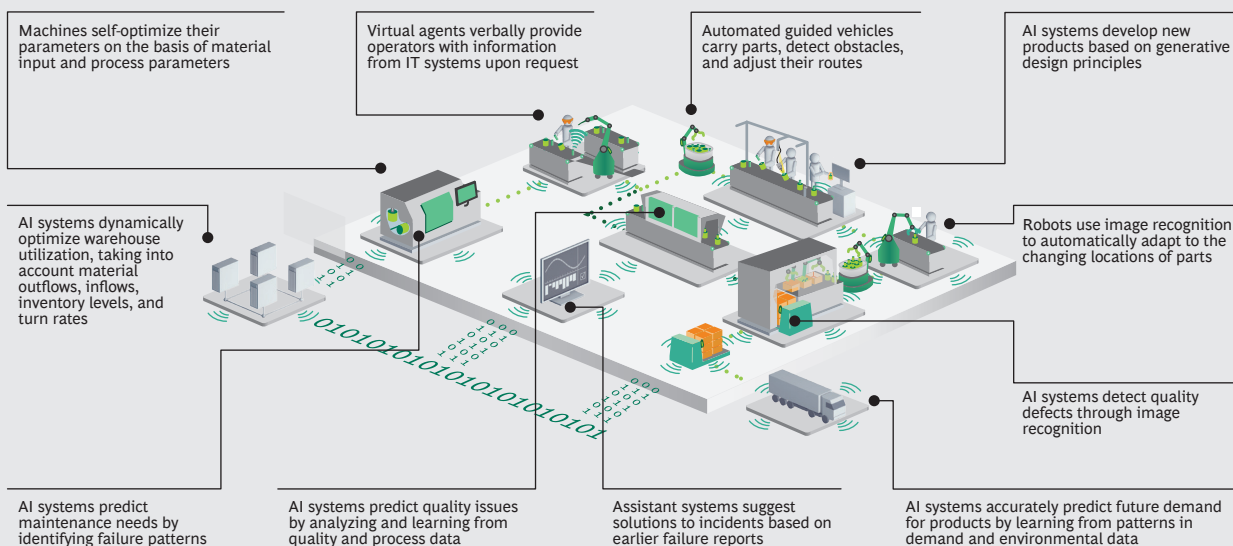 Machines self-optimize their
parameters on the basis of material
input and process parameters
Virtual agents verbally provide
operators with information
from IT systems upon request
Automated guided vehicles
carry parts, detect obstacles,
and adjust their routes
AI systems develop new
products based on generative
design principles
AI systems dynamically
optimize warehouse
utilization, taking into
account material
outflows, inflows,
inventory levels, and
turn rates
Robots use image recognition
to automatically adapt to the
changing locations of parts
AI systems detect quality
defects through image
recognition
AI systems predict
maintenance needs by
identifying failure patterns
AI systems predict quality issues
by analyzing and learning from
quality and process data
Assistant systems suggest
solutions to incidents based on
earlier failure reports
AI systems accurately predict future demand
for products by learning from patterns in
demand and environmental data